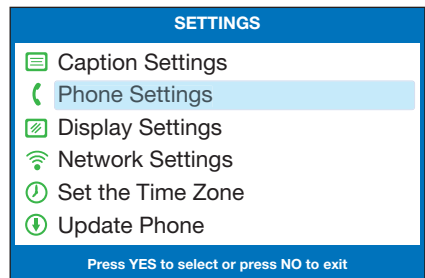 SETTINGS
Caption Settings
Phone Settings
Display Settings
Network Settings
Set the Time Zone
Update Phone
Press YES to select or press NO to exit